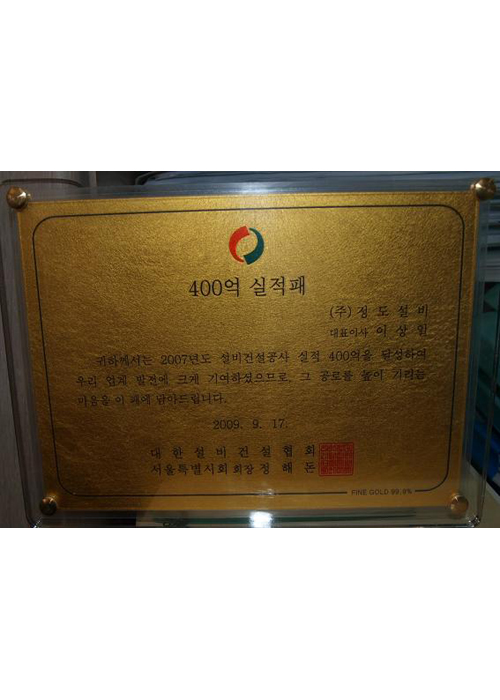 400억 실적패
(주) 정 도 설 비
대표이사 이 상 일
귀하께서는 2007년도 설비건설공사 실적 400억을 달성하여
우리 업계 발전에 크게 기여하셨으므로, 그 공로를 높이 기리는
마음을 이 패에 담아드립니다.
2009. 9. 17.
대 한 설 비 건 설 협 회
서울특별시회 회장 정 해 돈
FINE GOLD 99.9%